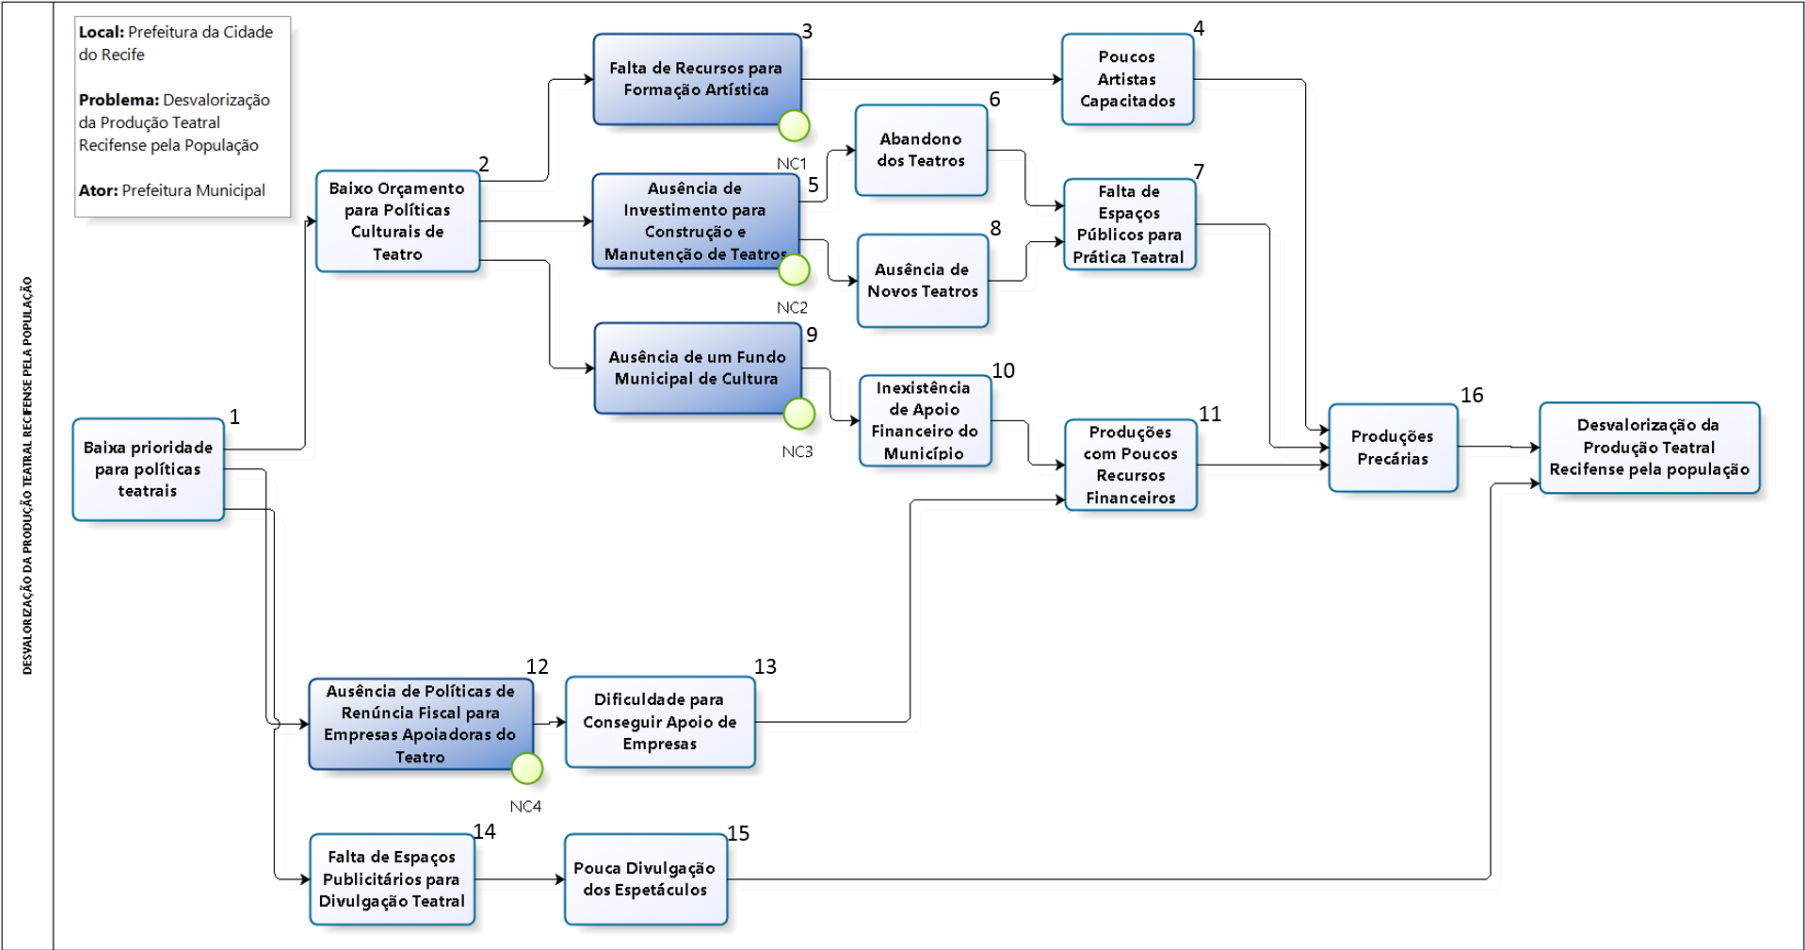 DESVALORIZAÇÃO DA PRODUÇÃO TEATRAL RECIFENSE PELA POPULAÇÃO
Local: Prefeitura da Cidade
do Recife
Problema: Desvalorização
da Produção Teatral
Recifense pela População
Ator: Prefeitura Municipal
1
Baixa prioridade
para políticas
teatrais
2
Baixo Orçamento
para Políticas
Culturais de
Teatro
3
Falta de Recursos para
Formação Artística
NC1
4
Poucos
Artistas
Capacitados
5
Ausência de
Investimento para
Construção e
Manutenção de Teatros
NC2
6
Abandono
dos Teatros
7
Falta de
Espaços
Públicos para
Prática Teatral
8
Ausência de
Novos Teatros
9
Ausência de um Fundo
Municipal de Cultura
NC3
10
Inexistência
de Apoio
Financeiro do
Município
11
Produções
com Poucos
Recursos
Financeiros
12
Ausência de Políticas de
Renúncia Fiscal para
Empresas Apoiadoras do
Teatro
NC4
13
Dificuldade para
Conseguir Apoio de
Empresas
14
Falta de Espaços
Publicitários para
Divulgação Teatral
15
Pouca Divulgação
dos Espetáculos
16
Produções
Precárias
Desvalorização da
Produção Teatral
Recifense pela população